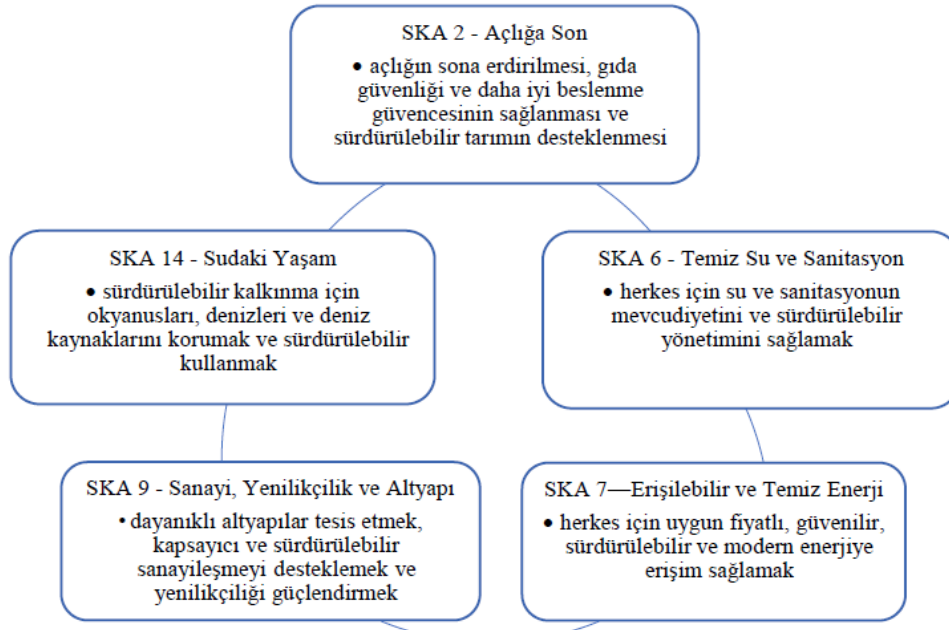 SKA 2 - Açlığa Son
• açlığın sona erdirilmesi, gıda
güvenliği ve daha iyi beslenme
güvencesinin sağlanması ve
sürdürülebilir tarımın desteklenmesi
SKA 14 - Sudaki Yaşam
• sürdürülebilir kalkınma için
okyanusları, denizleri ve deniz
kaynaklarını korumak ve sürdürülebilir
kullanmak
SKA 6 - Temiz Su ve Sanitasyon
• herkes için su ve sanitasyonun
mevcudiyetini ve sürdürülebilir
yönetimini sağlamak
SKA 9 - Sanayi, Yenilikçilik ve Altyapı
• dayanıklı altyapılar tesis etmek,
kapsayıcı ve sürdürülebilir
sanayileşmeyi desteklemek ve
yenilikçiliği güçlendirmek
SKA 7—Erişilebilir ve Temiz Enerji
• herkes için uygun fiyatlı, güvenilir,
sürdürülebilir ve modern enerjiye
erişim sağlamak